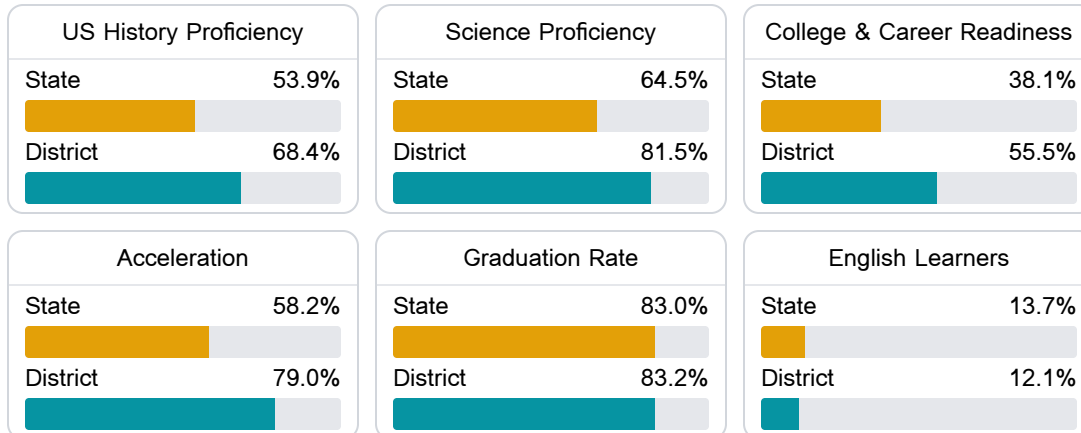 US History Proficiency
State 53.9%
District 68.4%
Science Proficiency
State 64.5%
District 81.5%
College & Career Readiness
State 38.1%
District 55.5%
Acceleration
State 58.2%
District 79.0%
Graduation Rate
State 83.0%
District 83.2%
English Learners
State 13.7%
District 12.1%